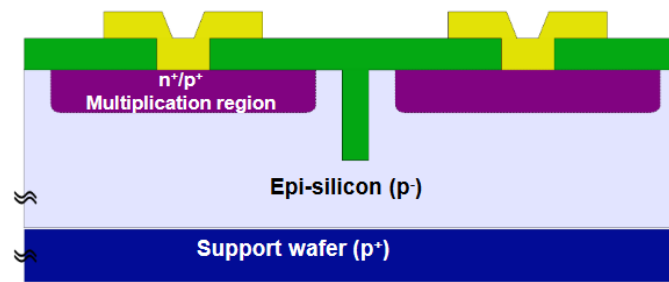 n⁺/p⁺
Multiplication region
Epi-silicon (p⁻)
Support wafer (p⁺)